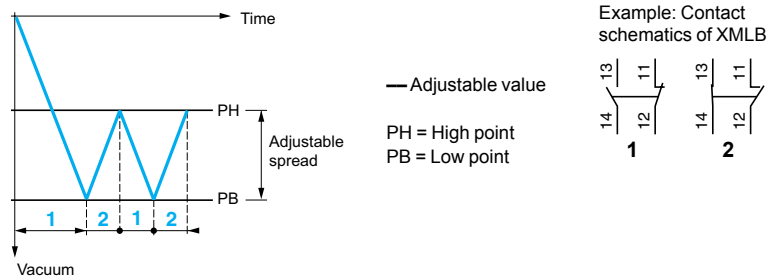 Time
PH
Adjustable
spread
PB
1 2 1 2
Vacuum
Adjustable value
PH = High point
PB = Low point
Example: Contact
schematics of XMLB
13 11 13 11
14 12 14 12
1 2